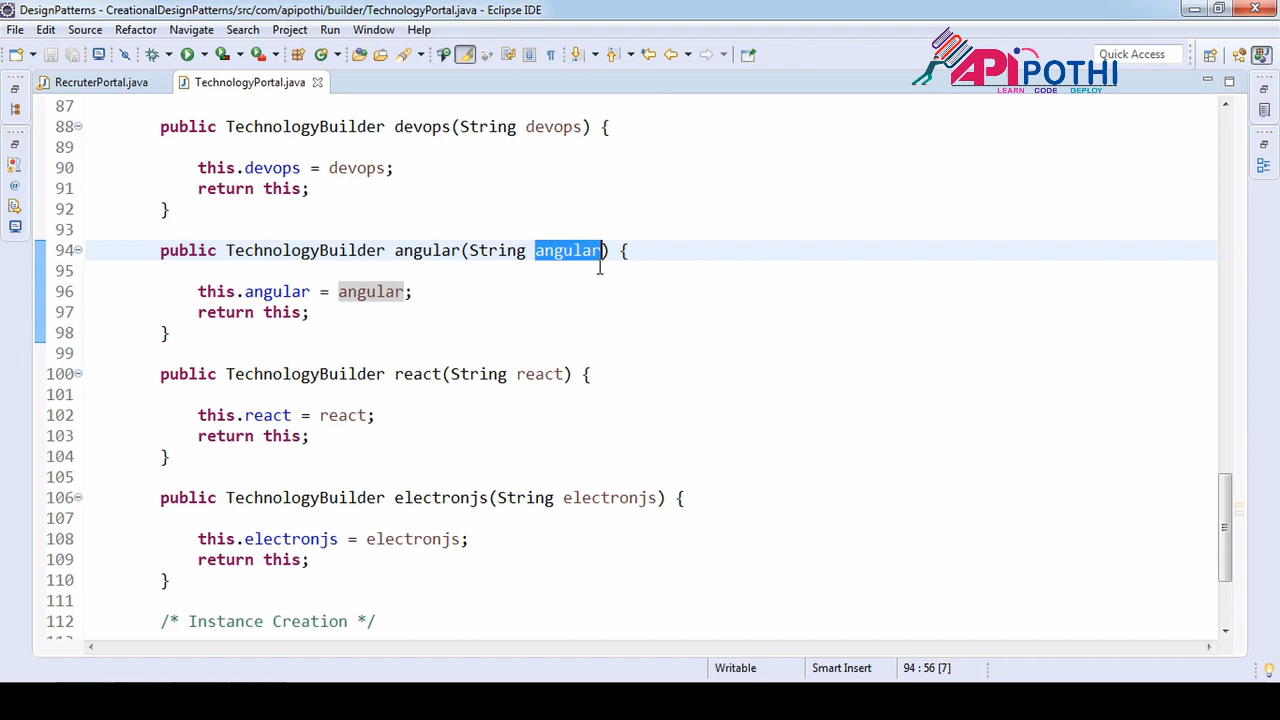 DesignPatterns - CreationalDesignPatterns/src/com/apipothi/builder/TechnologyPortal.java - Eclipse IDE
File Edit Source Refactor Navigate Search Project Run Window Help
Quick Access
APIPOTHI
LEARN CODE DEPLOY
RecruterPortal.java TechnologyPortal.java
87
88 public TechnologyBuilder devops(String devops) {
89
90 this.devops = devops;
91 return this;
92 }
93
94 public TechnologyBuilder angular(String angular) {
95
96 this.angular = angular;
97 return this;
98 }
99
100 public TechnologyBuilder react(String react) {
101
102 this.react = react;
103 return this;
104 }
105
106 public TechnologyBuilder electronjs(String electronjs) {
107
108 this.electronjs = electronjs;
109 return this;
110 }
111
112 /* Instance Creation */
Writable Smart Insert 94 : 56 [7]